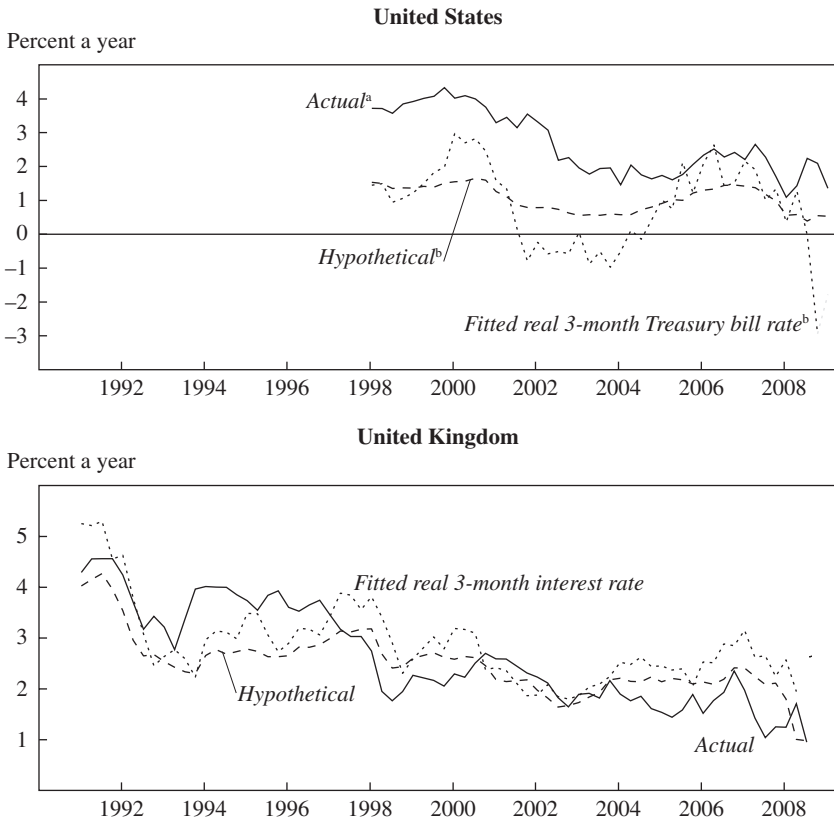 United States
Percent a year
4
Actualᵃ
3
2
1
0
Hypotheticalᵇ
–1
–2
Fitted real 3-month Treasury bill rateᵇ
–3
1992 1994 1996 1998 2000 2002 2004 2006 2008
United Kingdom
Percent a year
5
4
Fitted real 3-month interest rate
3
2
Hypothetical
1
Actual
1992 1994 1996 1998 2000 2002 2004 2006 2008